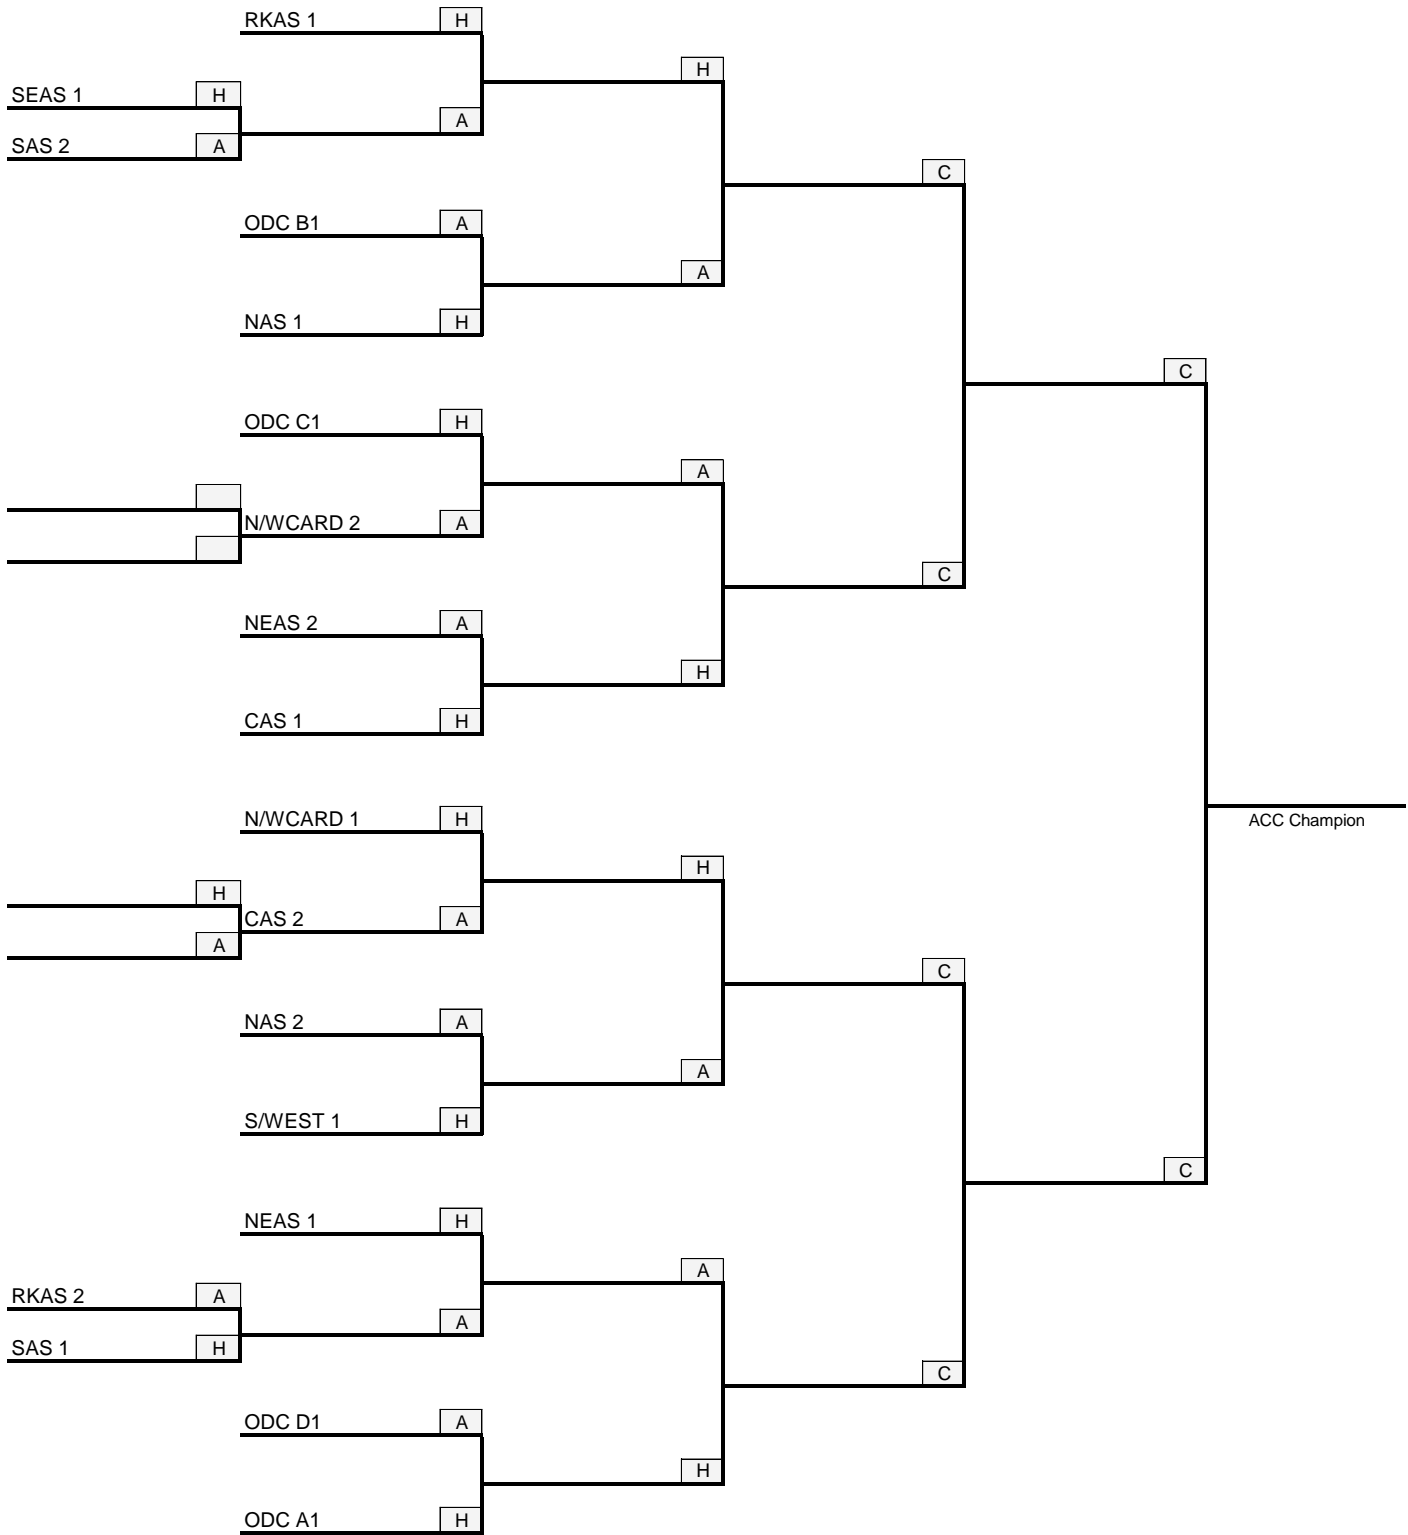 RKAS 1 H
H
SEAS 1 H
A
SAS 2 A
C
ODC B1 A
A
NAS 1 H
C
ODC C1 H
A
N/WCARD 2 A
C
NEAS 2 A
H
CAS 1 H
N/WCARD 1 H
ACC Champion
H
H
CAS 2 A
A
C
NAS 2 A
A
S/WEST 1 H
C
NEAS 1 H
A
RKAS 2 A
A
SAS 1 H
C
ODC D1 A
H
ODC A1 H